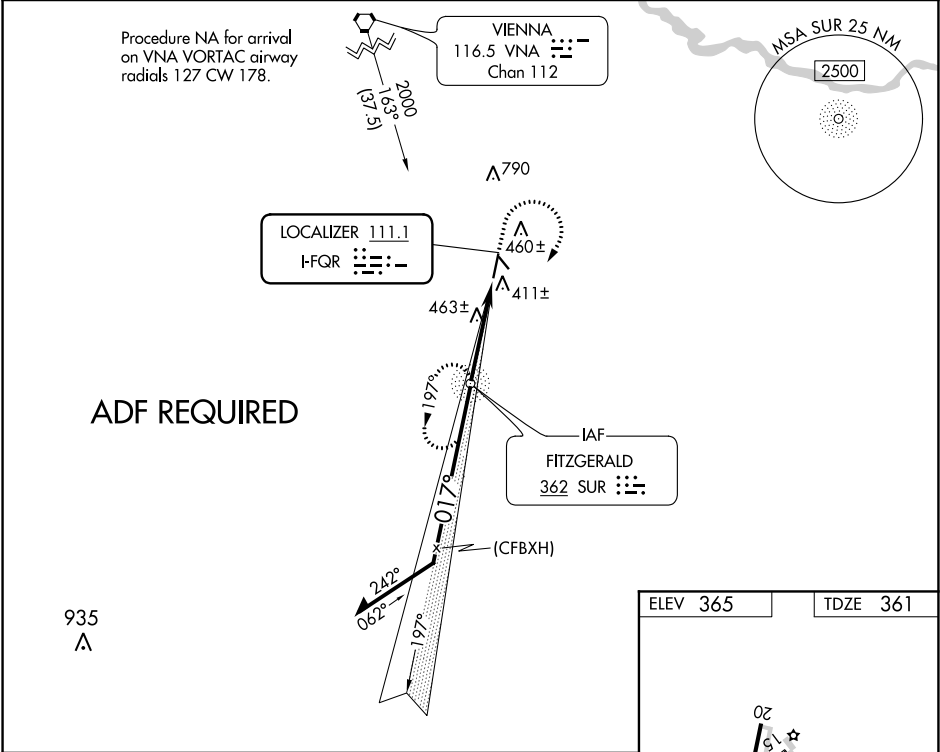 Procedure NA for arrival
on VNA VORTAC airway
radials 127 CW 178.
VIENNA
116.5 VNA
Chan 112
MSA SUR 25 NM
2500
2000
163°
(37.5)
790
LOCALIZER 111.1
I-FQR
460±
411±
463±
ADF REQUIRED
197°
IAF
FITZGERALD
362 SUR
017°
(CFBXH)
242°
062°
197°
935
ELEV 365
TDZE 361
20